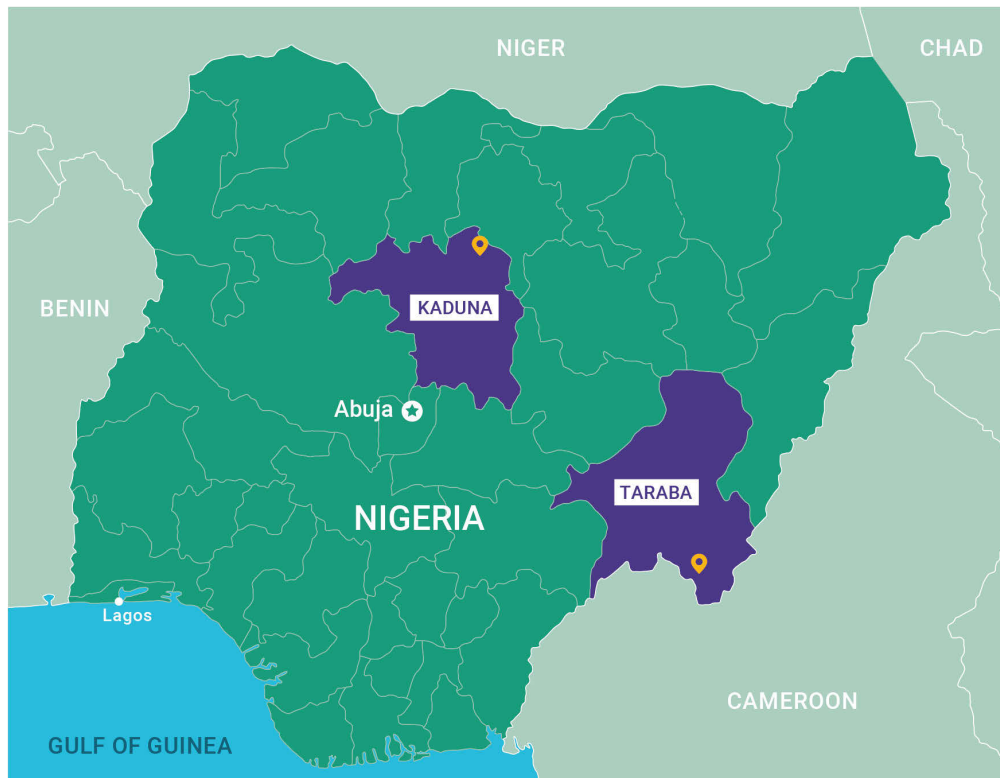 NIGER
CHAD
BENIN
KADUNA
Abuja
TARABA
NIGERIA
Lagos
CAMEROON
GULF OF GUINEA